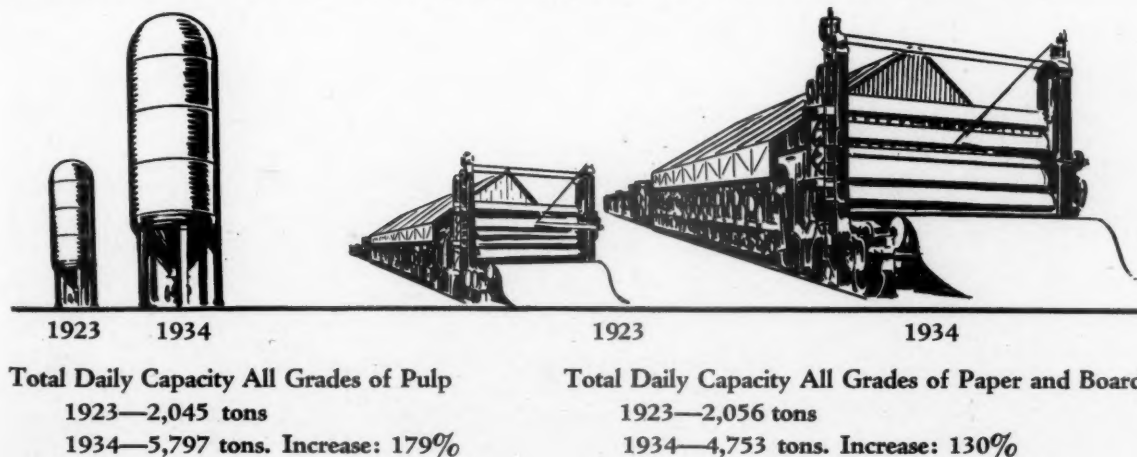 1923 1934
1923 1934
Total Daily Capacity All Grades of Pulp
1923—2,045 tons
1934—5,797 tons. Increase: 179%
Total Daily Capacity All Grades of Paper and Board
1923—2,056 tons
1934—4,753 tons. Increase: 130%